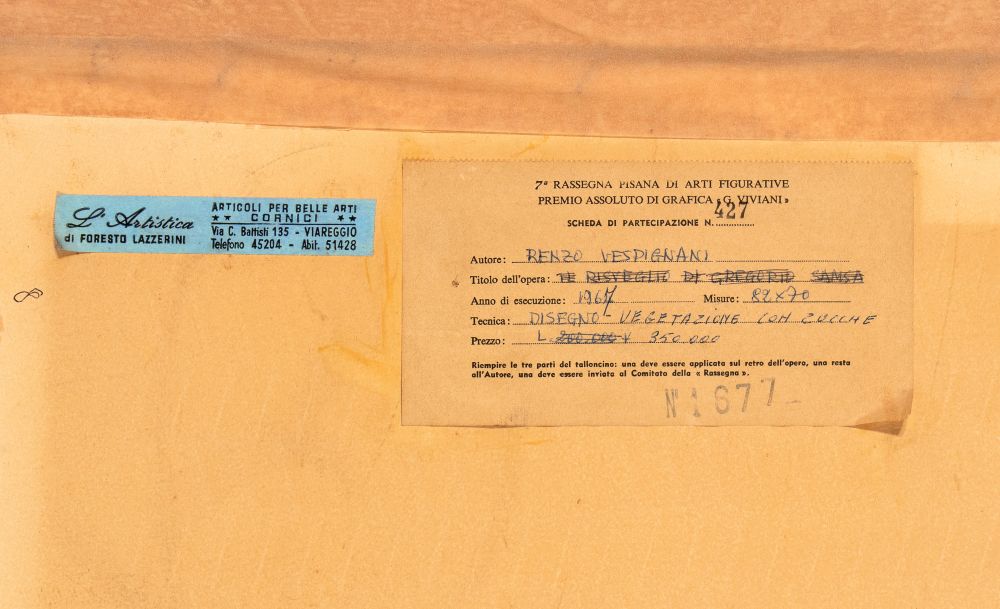 L'Artistica
di FORESTO LAZZERINI
ARTICOLI PER BELLE ARTI
★ ★ CORNICI ★ ★
Via C. Battisti 135 - VIAREGGIO
Telefono 45204 - Abit. 51428
8
7ª RASSEGNA PISANA DI ARTI FIGURATIVE
PREMIO ASSOLUTO DI GRAFICA «G. VIVIANI»
SCHEDA DI PARTECIPAZIONE N. 427
Autore: RENZO VESPIGNANI
Titolo dell'opera: RISVEGLIO DI GREGORIO SAMSA
Anno di esecuzione: 1967 Misure: 82x70
Tecnica: DISEGNO - VEGETAZIONE CON ZUCCHE
Prezzo: L. 350.000
Riempire le tre parti del talloncino: una deve essere applicata sul retro dell'opera, una resta
all'Autore, una deve essere inviata al Comitato della « Rassegna ».
N° 1677